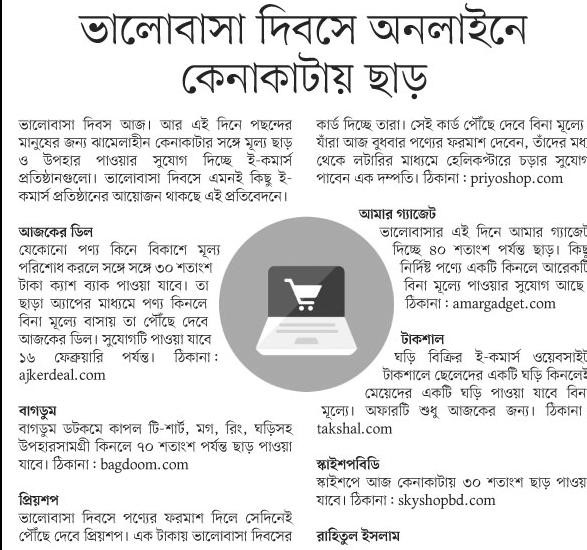 ভালোবাসা দিবসে অনলাইনে
কেনাকাটায় ছাড়
ভালোবাসা দিবস আজ। আর এই দিনে পছন্দের
মানুষের জন্য ঝামেলাহীন কেনাকাটার সঙ্গে মূল্য ছাড়
ও উপহার পাওয়ার সুযোগ দিচ্ছে ই-কমার্স
প্রতিষ্ঠানগুলো। ভালোবাসা দিবসে এমনই কিছু ই-
কমার্স প্রতিষ্ঠানের আয়োজন থাকছে এই প্রতিবেদনে।
আজকের ডিল
যেকোনো পণ্য কিনে বিকাশে মূল্য
পরিশোধ করলে সঙ্গে সঙ্গে ৩০ শতাংশ
টাকা ক্যাশ ব্যাক পাওয়া যাবে। তা
ছাড়া অ্যাপের মাধ্যমে পণ্য কিনলে
বিনা মূল্যে বাসায় তা পৌঁছে দেবে
আজকের ডিল। সুযোগটি পাওয়া যাবে
১৬ ফেব্রুয়ারি পর্যন্ত। ঠিকানা :
ajkerdeal.com
বাগডুম
বাগডুম ডটকমে কাপল টি-শার্ট, মগ, রিং, ঘড়িসহ
উপহারসামগ্রী কিনলে ৭০ শতাংশ পর্যন্ত ছাড় পাওয়া
যাবে। ঠিকানা : bagdoom.com
প্রিয়শপ
ভালোবাসা দিবসে পণ্যের ফরমাশ দিলে সেদিনেই
পৌঁছে দেবে প্রিয়শপ। এক টাকায় ভালোবাসা দিবসের
কার্ড দিচ্ছে তারা। সেই কার্ড পৌঁছে দেবে বিনা মূল্যে
যাঁরা আজ বুধবার পণ্যের ফরমাশ দেবেন, তাঁদের মধ্য
থেকে লটারির মাধ্যমে হেলিকপ্টারে চড়ার সুযোগ
পাবেন এক দম্পতি। ঠিকানা : priyoshop.com
আমার গ্যাজেট
ভালোবাসার এই দিনে আমার গ্যাজেট
দিচ্ছে ৪০ শতাংশ পর্যন্ত ছাড়। কিছু
নির্দিষ্ট পণ্যে একটি কিনলে আরেকটি
বিনা মূল্যে পাওয়ার সুযোগ আছে
ঠিকানা : amargadget.com
টাকশাল
ঘড়ি বিক্রির ই-কমার্স ওয়েবসাইট
টাকশালে ছেলেদের একটি ঘড়ি কিনলেই
মেয়েদের একটি ঘড়ি পাওয়া যাবে বিনা
মূল্যে। অফারটি শুধু আজকের জন্য। ঠিকানা
takshal.com
স্কাইশপবিডি
স্কাইশপে আজ কেনাকাটায় ৩০ শতাংশ ছাড় পাওয়া
যাবে। ঠিকানা : skyshopbd.com
রাহিতুল ইসলাম